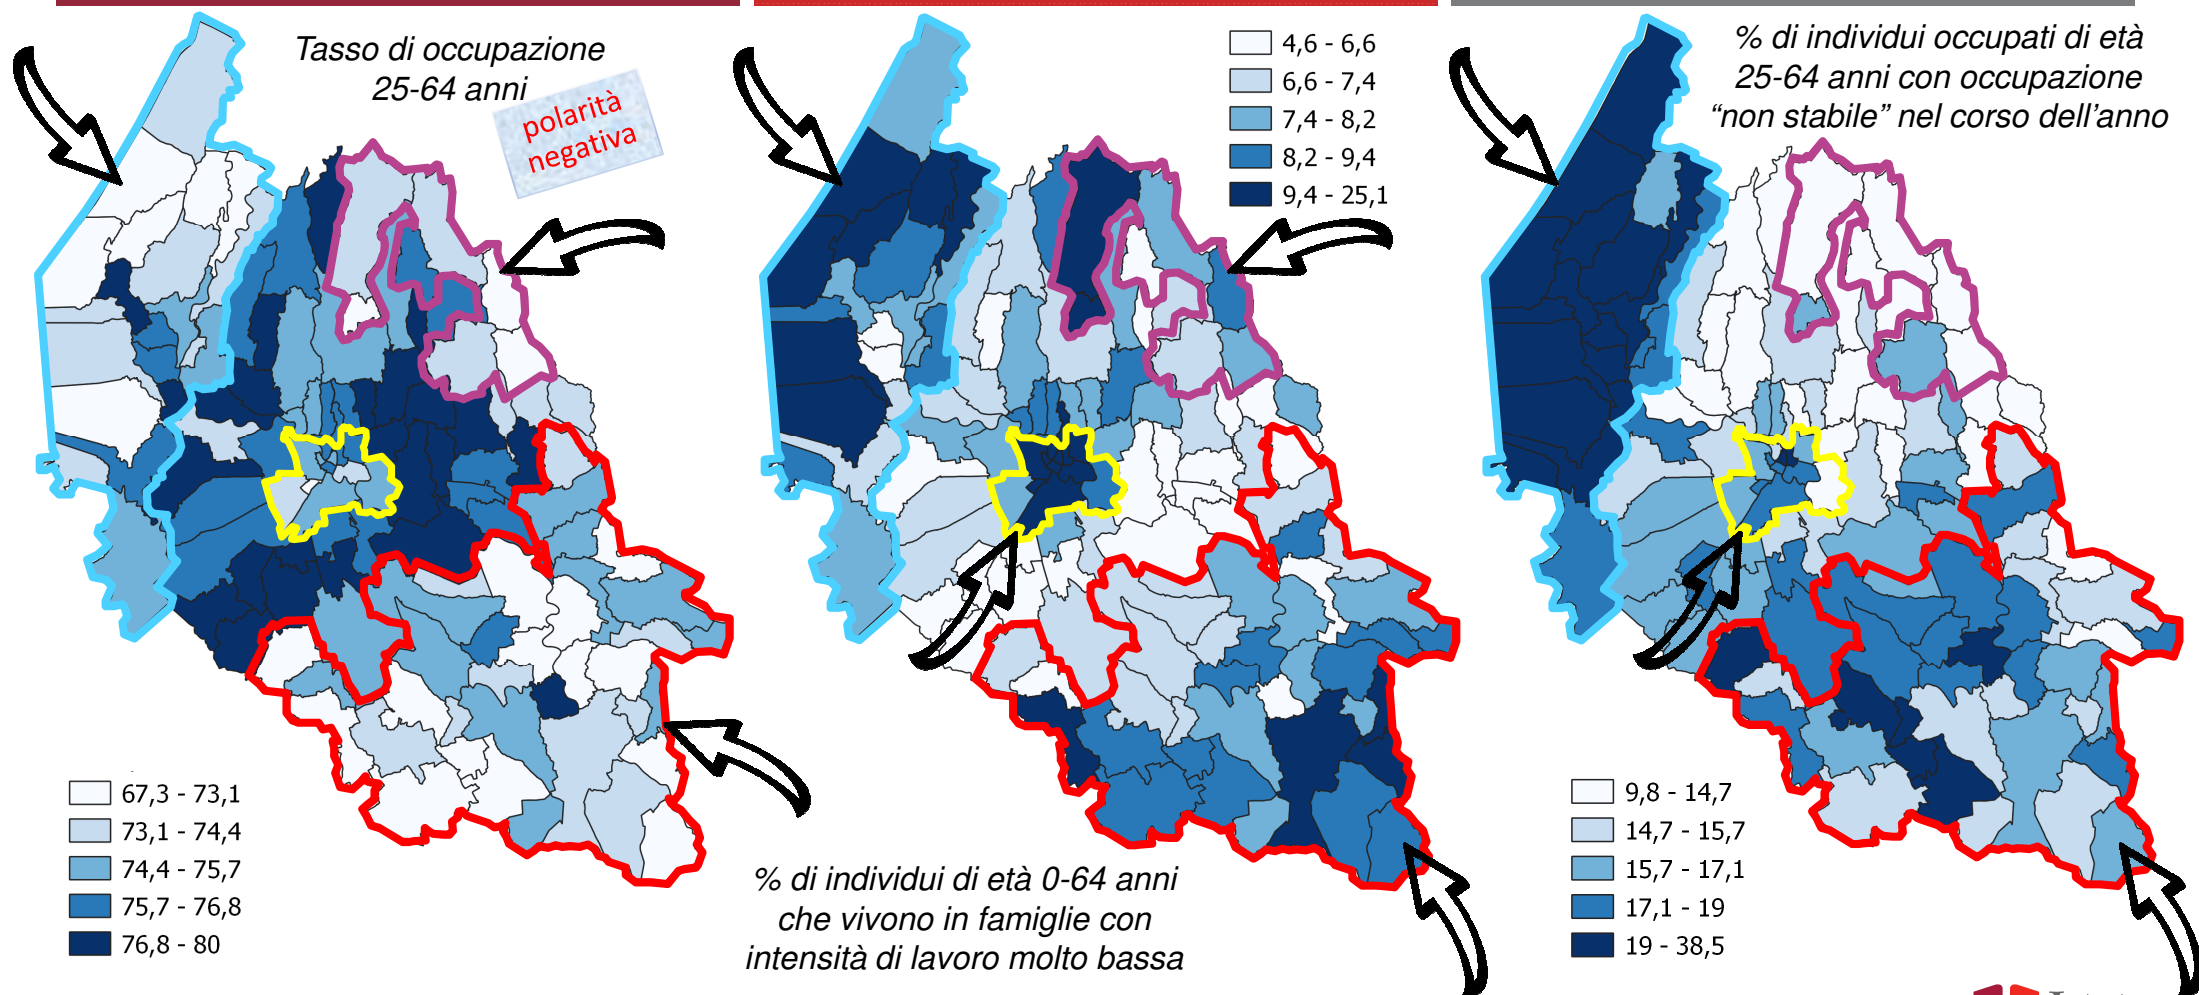 Tasso di occupazione
25-64 anni
polarità
negativa
67,3 - 73,1
73,1 - 74,4
74,4 - 75,7
75,7 - 76,8
76,8 - 80
4,6 - 6,6
6,6 - 7,4
7,4 - 8,2
8,2 - 9,4
9,4 - 25,1
% di individui di età 0-64 anni
che vivono in famiglie con
intensità di lavoro molto bassa
% di individui occupati di età
25-64 anni con occupazione
“non stabile” nel corso dell’anno
9,8 - 14,7
14,7 - 15,7
15,7 - 17,1
17,1 - 19
19 - 38,5